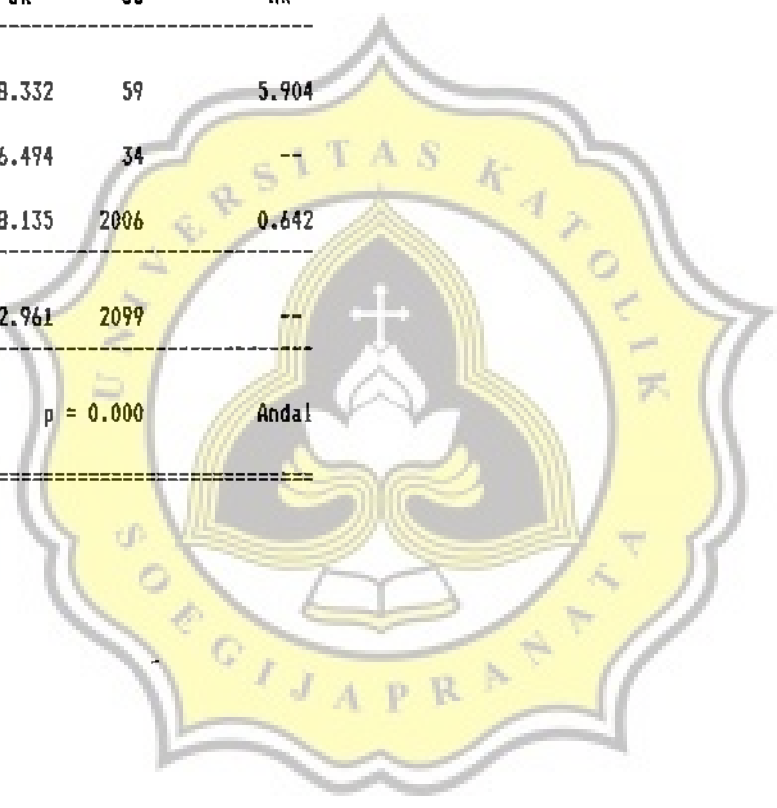 8.332 59 5.904
6.494 34 --
8.135 2006 0.642
2.961 2099 --
p = 0.000 Andal
UNIVERSITAS KATOLIK
SOEGIJAPRANATA